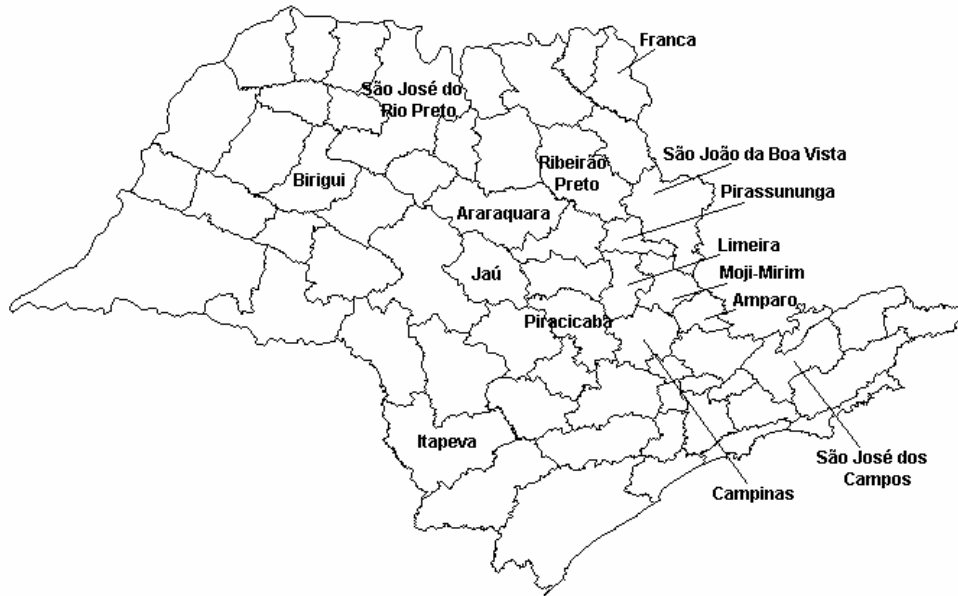 Franca
São José do
Rio Preto
São João da Boa Vista
Ribeirão
Preto
Birigui
Pirassununga
Araraquara
Limeira
Jaú
Moji-Mirim
Amparo
Piracicaba
Itapeva
São José dos
Campos
Campinas